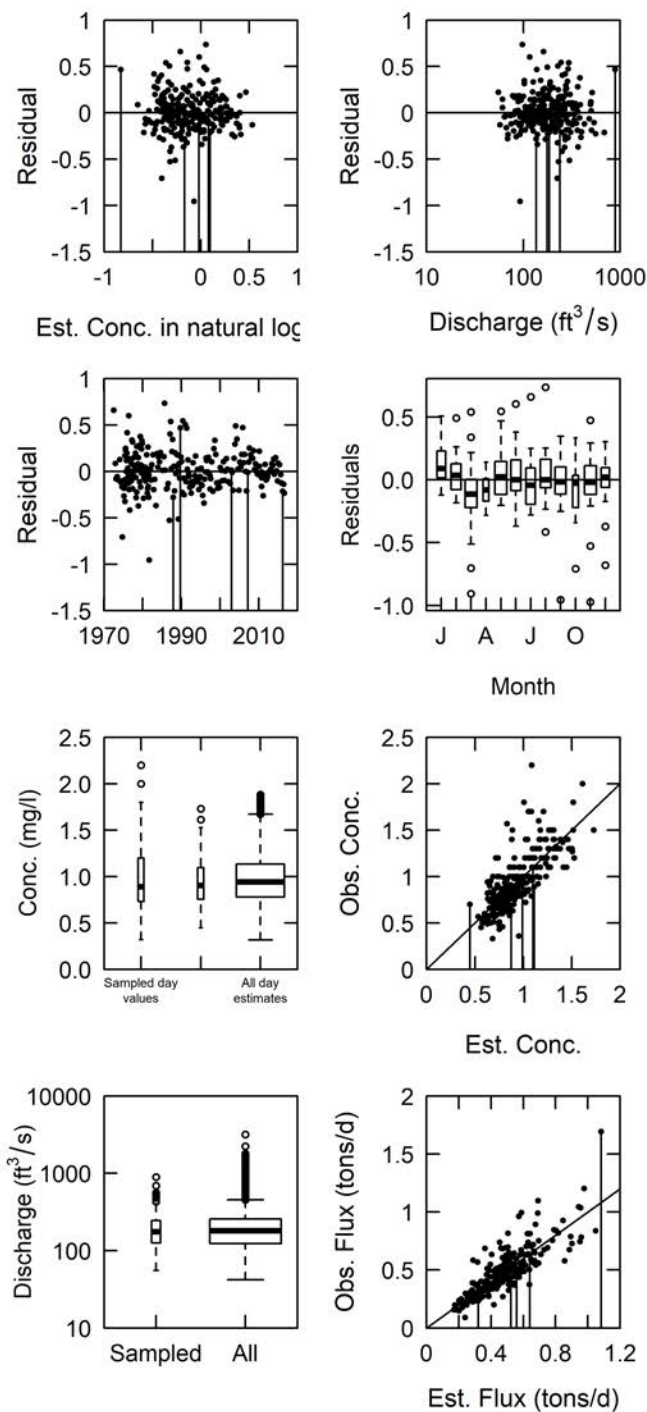 1
0.5
0
-0.5
-1
-1.5
Residual
-1 0 0.5 1
Est. Conc. in natural log
1
0.5
0
-0.5
-1
-1.5
Residual
10 100 1000
Discharge (ft³/s)
1
0.5
0
-0.5
-1
-1.5
Residual
1970 1990 2010
0.5
0.0
-0.5
-1.0
Residuals
J A J O
Month
2.5
2.0
1.5
1.0
0.5
0.0
Conc. (mg/l)
Sampled day values
All day estimates
2.5
2.0
1.5
1.0
0.5
0.0
Obs. Conc.
0 0.5 1 1.5 2
Est. Conc.
10000
1000
100
10
Discharge (ft³/s)
Sampled All
2
1.5
1
0.5
0
Obs. Flux (tons/d)
0 0.4 0.8 1.2
Est. Flux (tons/d)